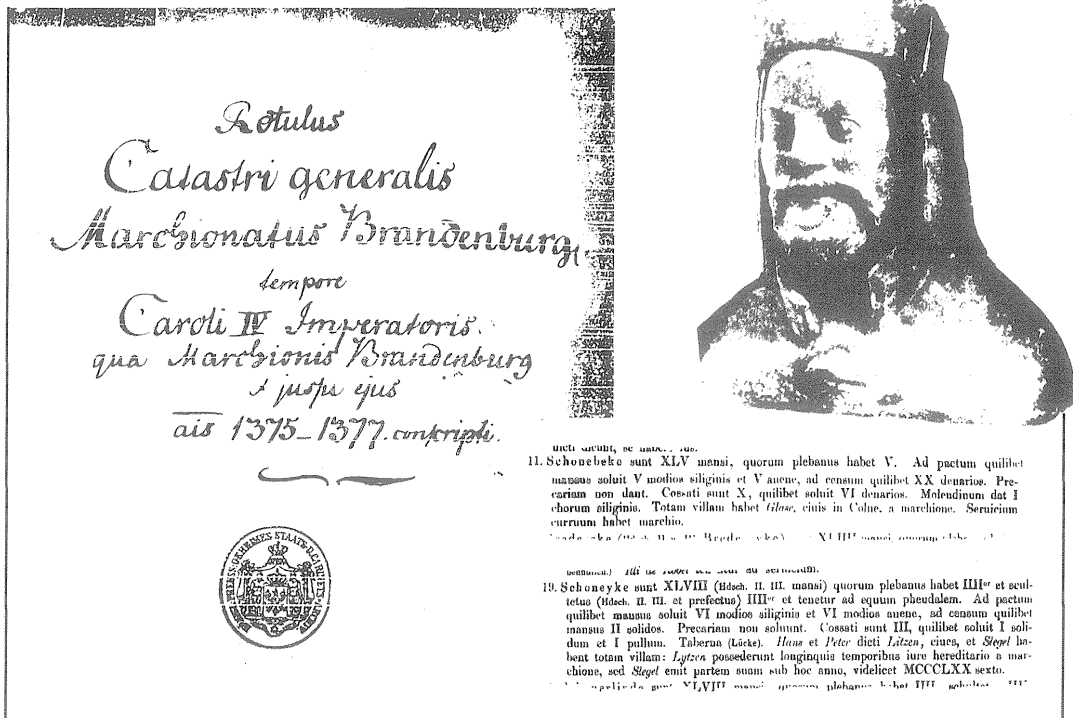 Rotulus
Catastri generalis
Marchionatus Brandenburg.
tempore
Caroli IV Imperatoris.
qua Marchionis Brandenburg
jussu ejus
ais 1375–1377. conscripti.
11. Schonebeke sunt XLV mansi, quorum plebanus habet V. Ad pactum quilibet
mansus soluit V modios siliginis et V auene, ad censum quilibet XX denarios. Pre-
cariam non dant. Cossati sunt X, quilibet soluit VI denarios. Molendinum dat I
chorum siliginis. Totam villam habet Glase, ciuis in Colne, a marchione. Seruicium
curruum habet marchio.
19. Schoneyke sunt XLVIII (Hdsch. II. III. mansi) quorum plebanus habet IIIIor et scul-
tetus (Hdsch. II. III. et prefectus) IIIIor et tenetur ad equum pheudalem. Ad pactum
quilibet mansus soluit VI modios siliginis et VI modios auene, ad censum quilibet
mansus II solidos. Precariam non soluunt. Cossati sunt III, quilibet soluit I soli-
dum et I pullum. Taberna (Lücke). Hans et Peter dicti Litzen, ciues, et Slegel ha-
bent totam villam: Lytzen possederunt longinquis temporibus iure hereditario a mar-
chione, sed Slegel emit partem suam sub hoc anno, videlicet MCCCLXX sexto.
PREUSS. GEHEIMES STAATS-